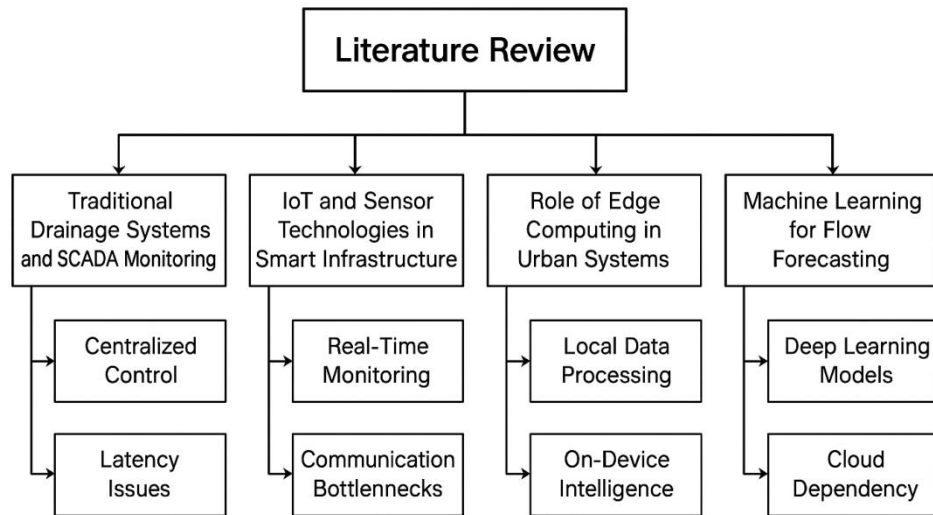 Literature Review
Traditional
Drainage Systems
and SCADA Monitoring
IoT and Sensor
Technologies in
Smart Infrastructure
Role of Edge
Computing in
Urban Systems
Machine Learning
for Flow
Forecasting
Centralized
Control
Real-Time
Monitoring
Local Data
Processing
Deep Learning
Models
Latency
Issues
Communication
Bottlennecks
On-Device
Intelligence
Cloud
Dependency